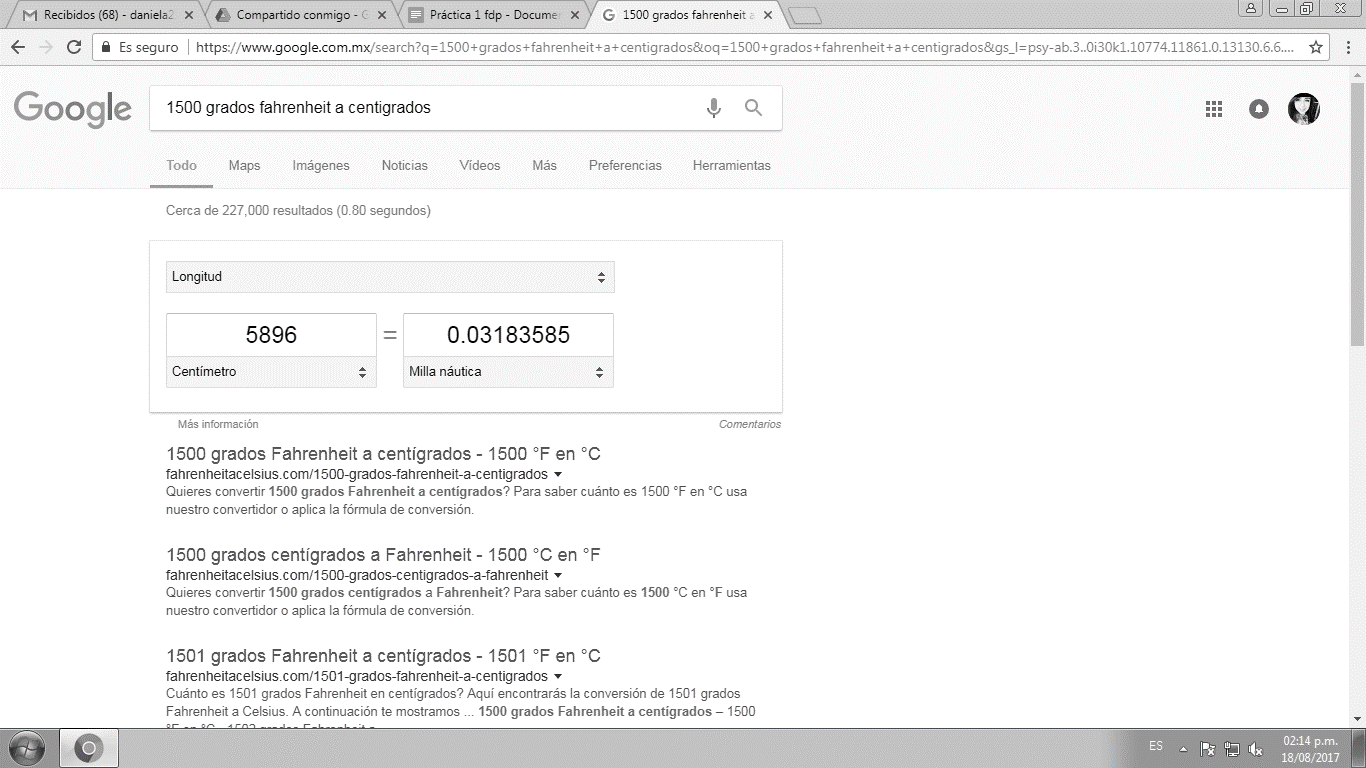 Recibidos (68) - daniela2
Compartido conmigo - G
Práctica 1 fdp - Documen
1500 grados fahrenheit a
Es seguro
https://www.google.com.mx/search?q=1500+grados+fahrenheit+a+centigrados&oq=1500+grados+fahrenheit+a+centigrados&gs_l=psy-ab.3..0i30k1.10774.11861.0.13130.6.6....
Google
1500 grados fahrenheit a centigrados
Todo Maps Imágenes Noticias Vídeos Más Preferencias Herramientas
Cerca de 227,000 resultados (0.80 segundos)
Longitud
5896 = 0.03183585
Centímetro Milla náutica
Más información Comentarios
1500 grados Fahrenheit a centígrados - 1500 °F en °C
fahrenheitacelsius.com/1500-grados-fahrenheit-a-centigrados
Quieres convertir 1500 grados Fahrenheit a centígrados? Para saber cuánto es 1500 °F en °C usa
nuestro convertidor o aplica la fórmula de conversión.
1500 grados centígrados a Fahrenheit - 1500 °C en °F
fahrenheitacelsius.com/1500-grados-centigrados-a-fahrenheit
Quieres convertir 1500 grados centígrados a Fahrenheit? Para saber cuánto es 1500 °C en °F usa
nuestro convertidor o aplica la fórmula de conversión.
1501 grados Fahrenheit a centígrados - 1501 °F en °C
fahrenheitacelsius.com/1501-grados-fahrenheit-a-centigrados
Cuánto es 1501 grados Fahrenheit en centígrados? Aquí encontrarás la conversión de 1501 grados
Fahrenheit a Celsius. A continuación te mostramos ... 1500 grados Fahrenheit a centígrados – 1500
ES
02:14 p.m.
18/08/2017